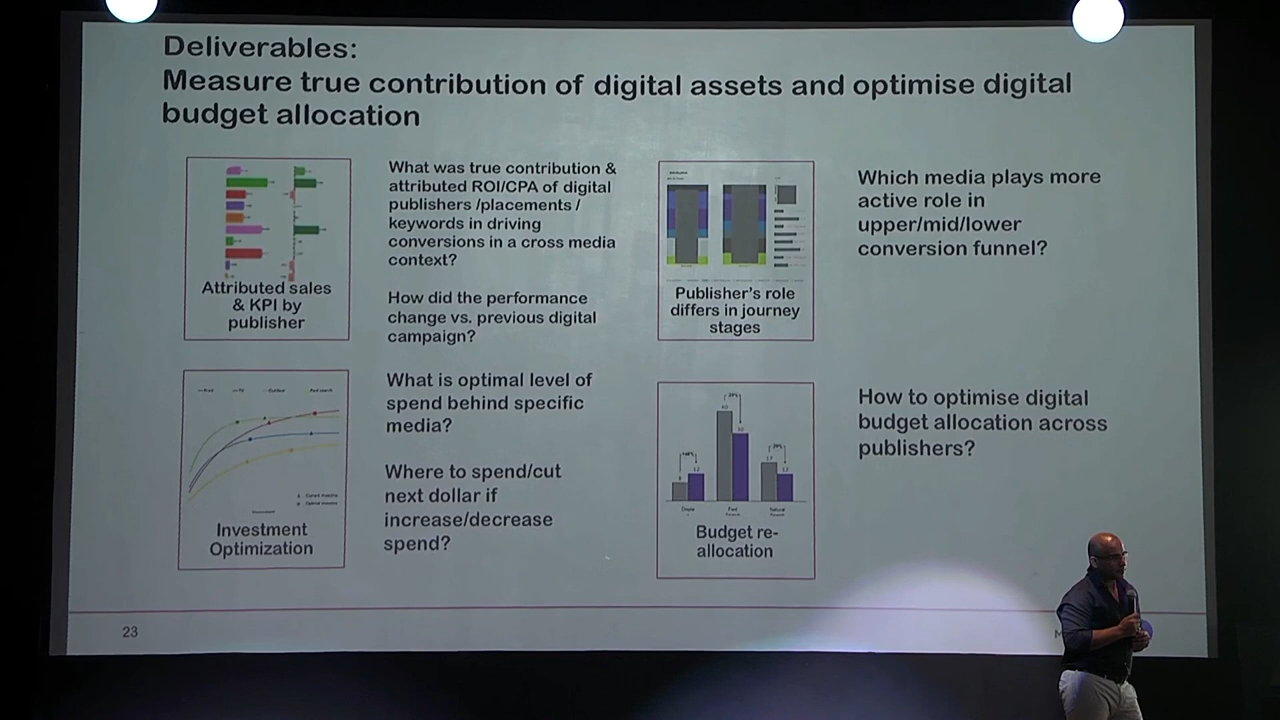 Deliverables:
Measure true contribution of digital assets and optimise digital
budget allocation
Attributed sales
& KPI by
publisher
What was true contribution &
attributed ROI/CPA of digital
publishers /placements /
keywords in driving
conversions in a cross media
context?
How did the performance
change vs. previous digital
campaign?
Publisher's role
differs in journey
stages
Which media plays more
active role in
upper/mid/lower
conversion funnel?
Investment
Optimization
What is optimal level of
spend behind specific
media?
Where to spend/cut
next dollar if
increase/decrease
spend?
Budget re-
allocation
How to optimise digital
budget allocation across
publishers?
23